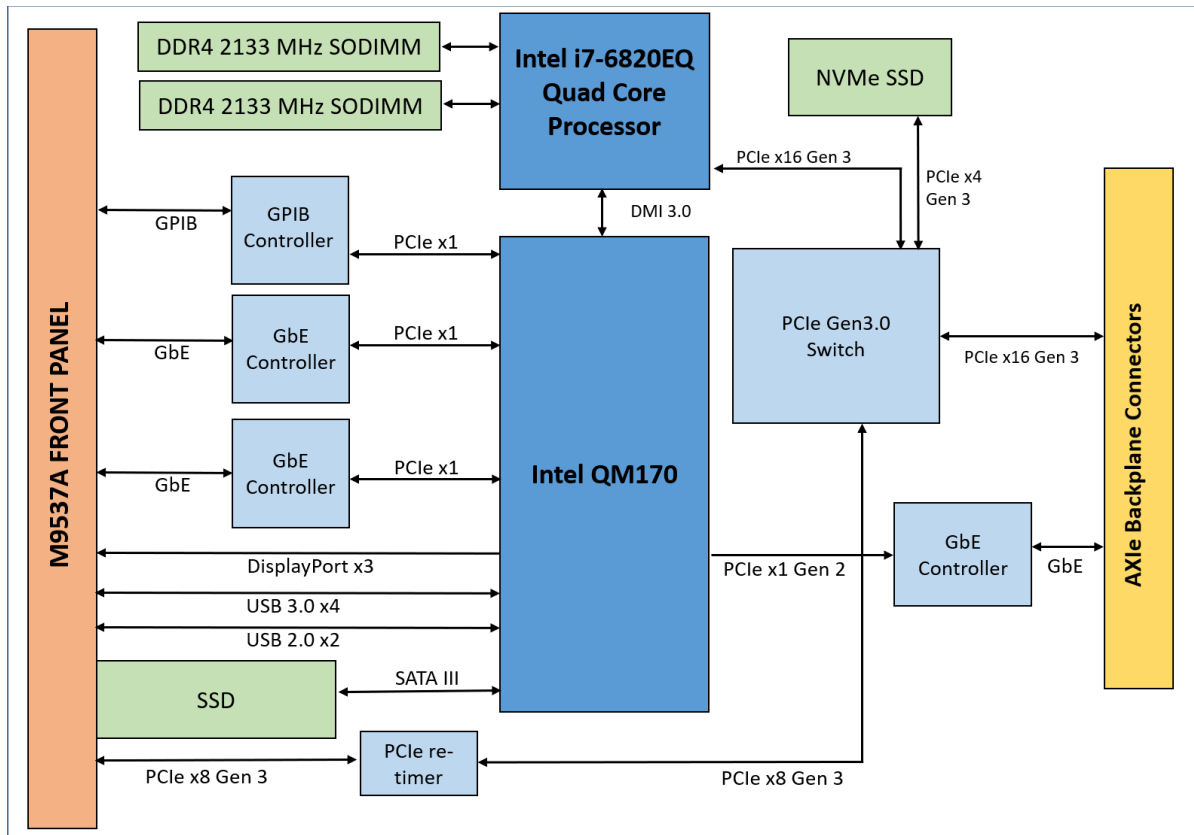 DDR4 2133 MHz SODIMM
DDR4 2133 MHz SODIMM
Intel i7-6820EQ
Quad Core
Processor
NVMe SSD
PCIe x16 Gen 3
PCIe x4
Gen 3
DMI 3.0
M9537A FRONT PANEL
GPIB
GPIB
Controller
PCIe x1
GbE
GbE
Controller
PCIe x1
GbE
GbE
Controller
PCIe x1
Intel QM170
PCIe Gen3.0
Switch
PCIe x16 Gen 3
AXIe Backplane Connectors
DisplayPort x3
USB 3.0 x4
USB 2.0 x2
PCIe x1 Gen 2
GbE
Controller
GbE
SSD
SATA III
PCIe x8 Gen 3
PCIe re-
timer
PCIe x8 Gen 3